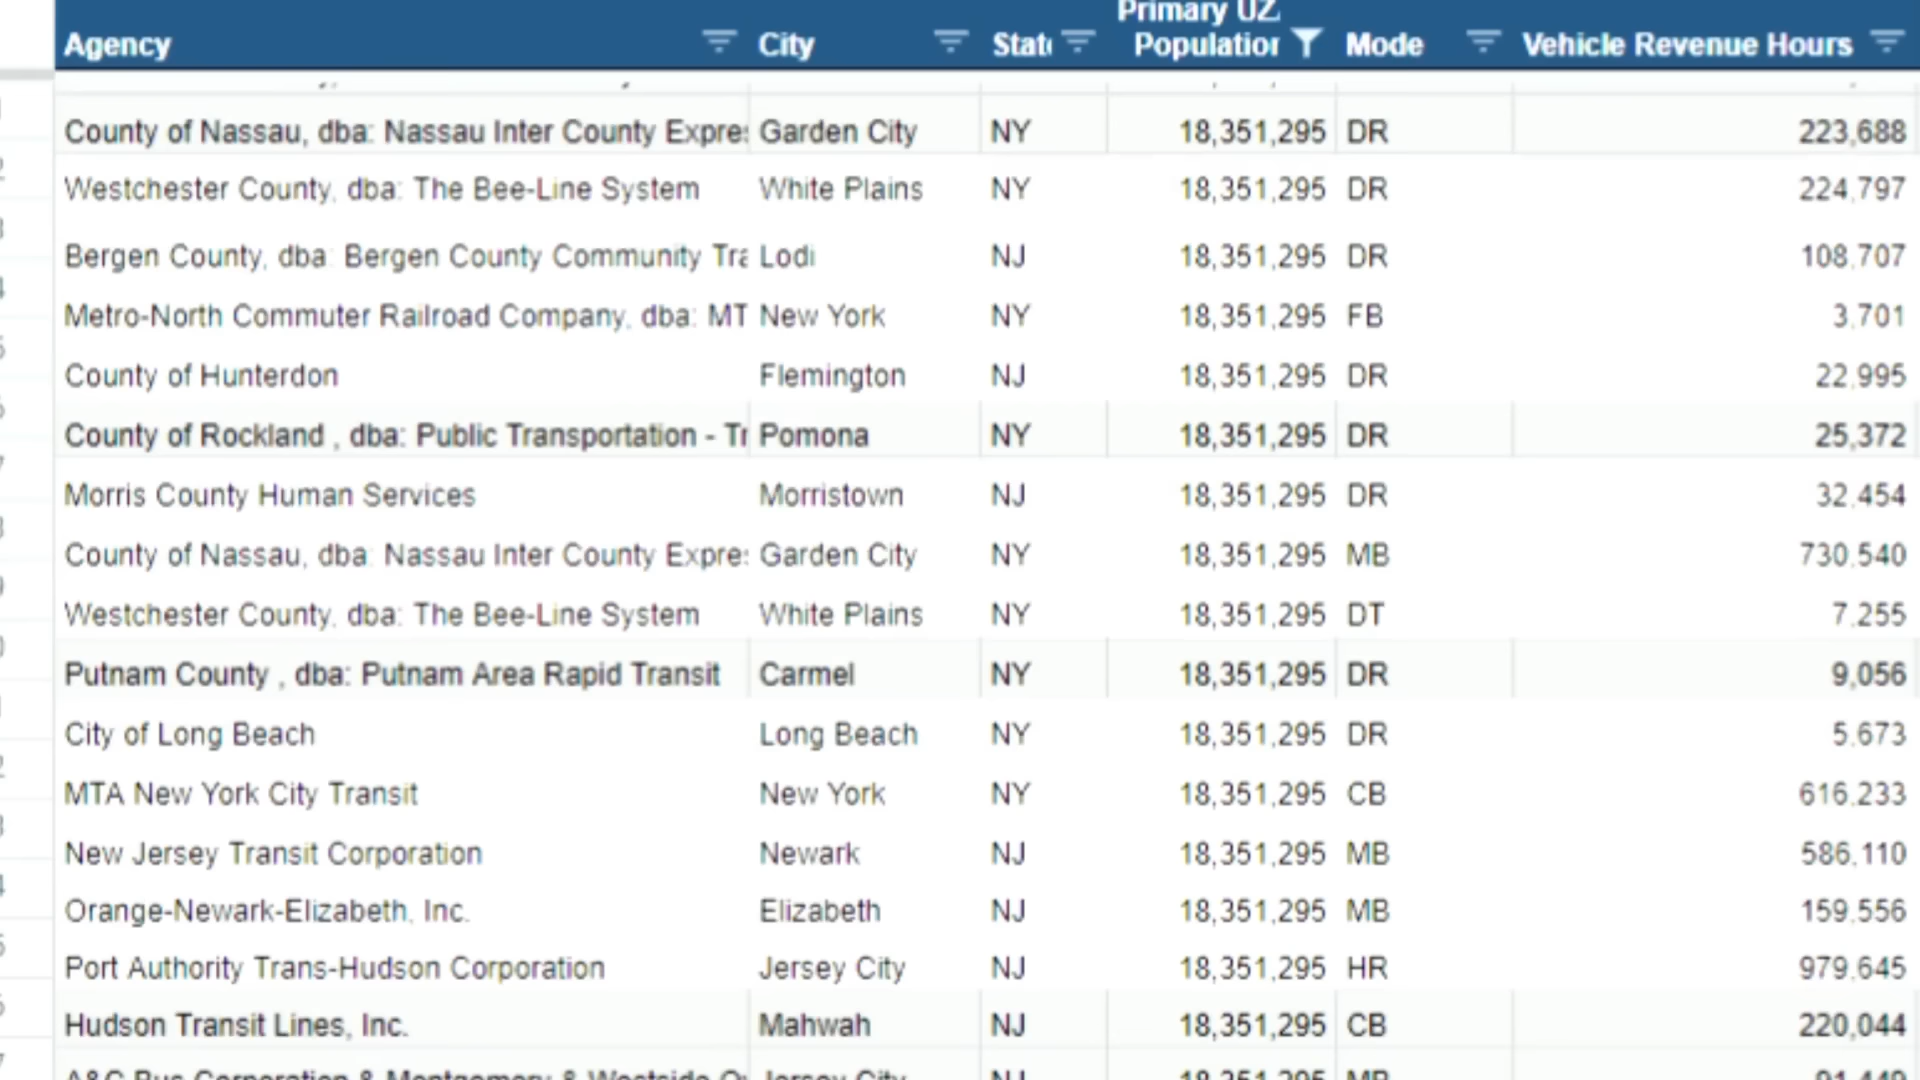 Agency City State Primary UZ Population Mode Vehicle Revenue Hours
County of Nassau, dba: Nassau Inter County Expres Garden City NY 18,351,295 DR 223,688
Westchester County, dba: The Bee-Line System White Plains NY 18,351,295 DR 224,797
Bergen County, dba: Bergen County Community Tra Lodi NJ 18,351,295 DR 108,707
Metro-North Commuter Railroad Company, dba: MT New York NY 18,351,295 FB 3,701
County of Hunterdon Flemington NJ 18,351,295 DR 22,995
County of Rockland , dba: Public Transportation - Tr Pomona NY 18,351,295 DR 25,372
Morris County Human Services Morristown NJ 18,351,295 DR 32,454
County of Nassau, dba: Nassau Inter County Expres Garden City NY 18,351,295 MB 730,540
Westchester County, dba: The Bee-Line System White Plains NY 18,351,295 DT 7,255
Putnam County , dba: Putnam Area Rapid Transit Carmel NY 18,351,295 DR 9,056
City of Long Beach Long Beach NY 18,351,295 DR 5,673
MTA New York City Transit New York NY 18,351,295 CB 616,233
New Jersey Transit Corporation Newark NJ 18,351,295 MB 586,110
Orange-Newark-Elizabeth, Inc. Elizabeth NJ 18,351,295 MB 159,556
Port Authority Trans-Hudson Corporation Jersey City NJ 18,351,295 HR 979,645
Hudson Transit Lines, Inc. Mahwah NJ 18,351,295 CB 220,044
A&C Bus Corporation & Montgomery & Westside Jersey City NJ 18,351,295 MB 91,449